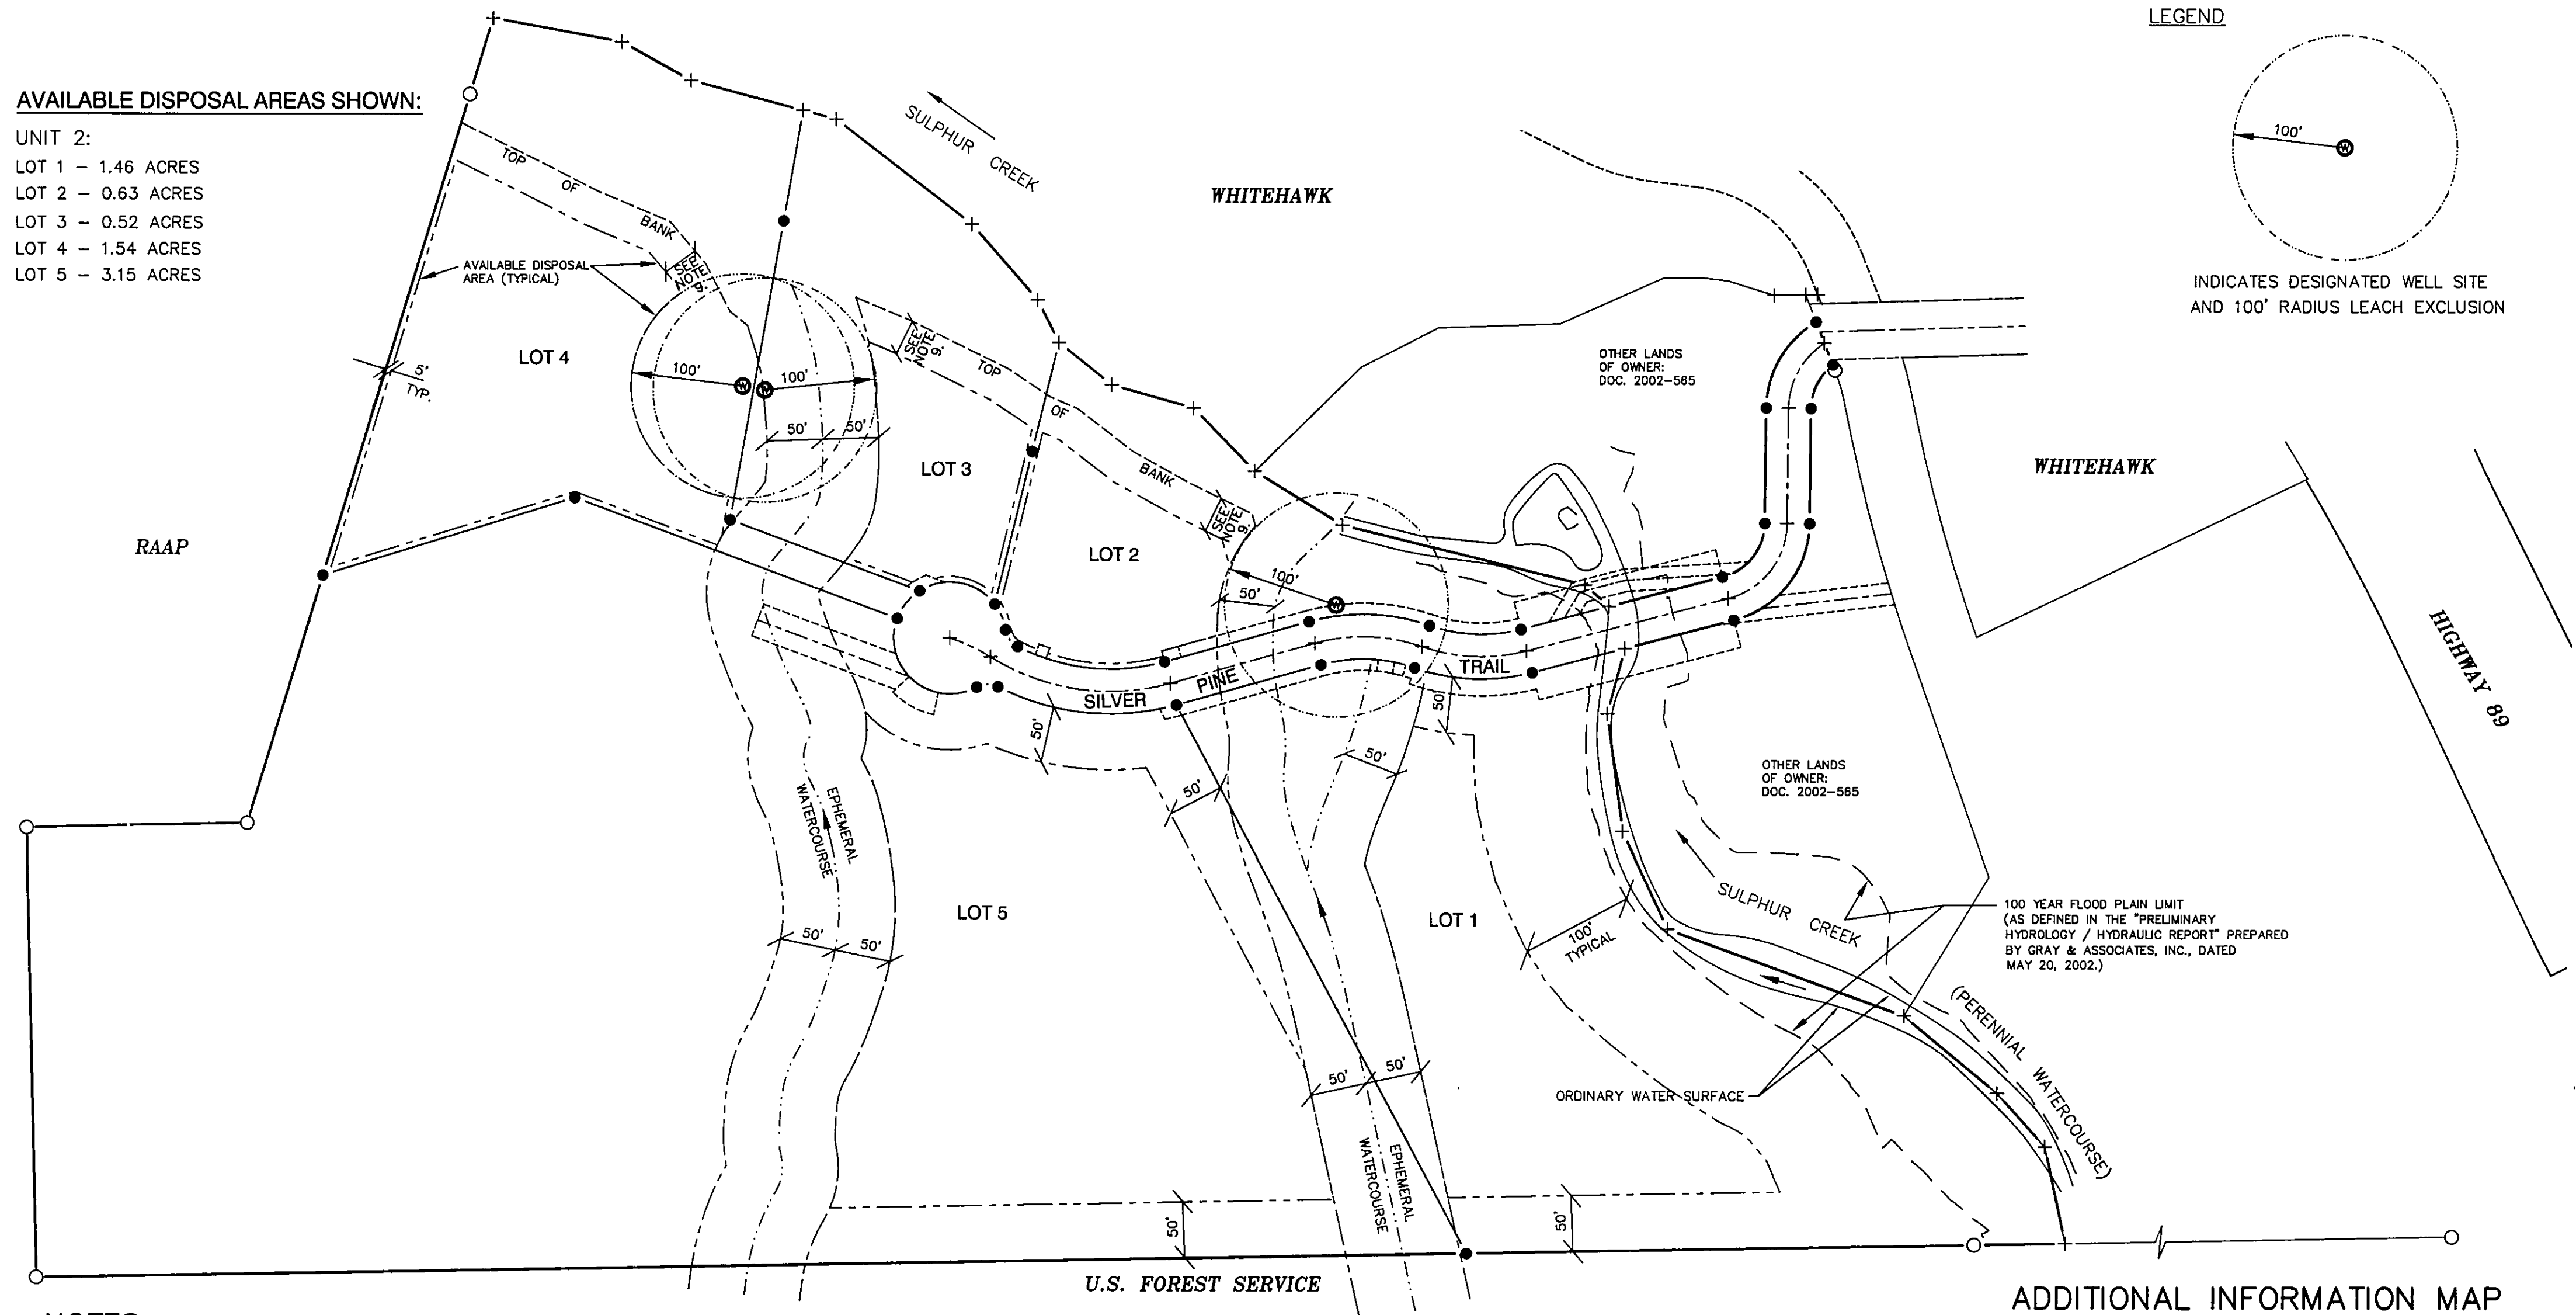 LEGEND
100'
INDICATES DESIGNATED WELL SITE
AND 100' RADIUS LEACH EXCLUSION
AVAILABLE DISPOSAL AREAS SHOWN:
UNIT 2:
LOT 1 – 1.46 ACRES
LOT 2 – 0.63 ACRES
LOT 3 – 0.52 ACRES
LOT 4 – 1.54 ACRES
LOT 5 – 3.15 ACRES
SULPHUR CREEK
WHITEHAWK
TOP OF BANK
AVAILABLE DISPOSAL
AREA (TYPICAL)
SEE
NOTE
9.
LOT 4
5'
TYP.
100'
100'
50'
50'
SEE
NOTE
9.
TOP OF BANK
LOT 3
OTHER LANDS
OF OWNER:
DOC. 2002–565
WHITEHAWK
SEE
NOTE
9.
RAAP
LOT 2
100'
50'
SILVER PINE TRAIL
50'
50'
50'
50'
HIGHWAY 89
OTHER LANDS
OF OWNER:
DOC. 2002–565
EPHEMERAL
WATERCOURSE
LOT 5
LOT 1
50'
50'
100'
TYPICAL
SULPHUR CREEK
100 YEAR FLOOD PLAIN LIMIT
(AS DEFINED IN THE "PRELIMINARY
HYDROLOGY / HYDRAULIC REPORT" PREPARED
BY GRAY & ASSOCIATES, INC., DATED
MAY 20, 2002.)
(PERENNIAL WATERCOURSE)
50'
50'
ORDINARY WATER SURFACE
EPHEMERAL
WATERCOURSE
50'
50'
U.S. FOREST SERVICE
ADDITIONAL INFORMATION MAP